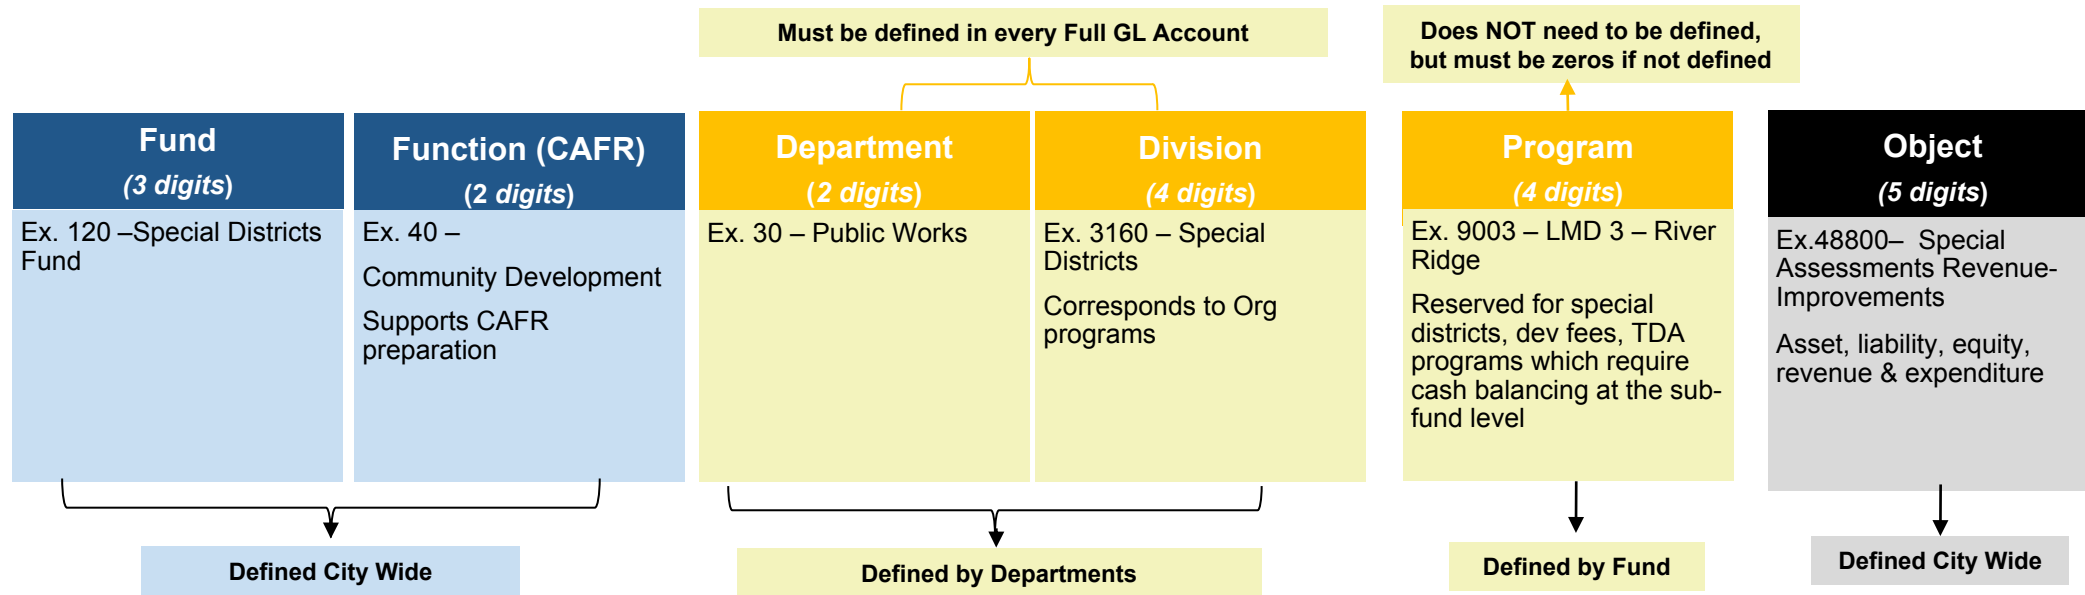 Must be defined in every Full GL Account
Does NOT need to be defined,
but must be zeros if not defined
Fund
(3 digits)
Ex. 120 –Special Districts
Fund
Function (CAFR)
(2 digits)
Ex. 40 –
Community Development
Supports CAFR
preparation
Department
(2 digits)
Ex. 30 – Public Works
Division
(4 digits)
Ex. 3160 – Special
Districts
Corresponds to Org
programs
Program
(4 digits)
Ex. 9003 – LMD 3 – River
Ridge
Reserved for special
districts, dev fees, TDA
programs which require
cash balancing at the sub-
fund level
Object
(5 digits)
Ex.48800– Special
Assessments Revenue-
Improvements
Asset, liability, equity,
revenue & expenditure
Defined City Wide
Defined by Departments
Defined by Fund
Defined City Wide